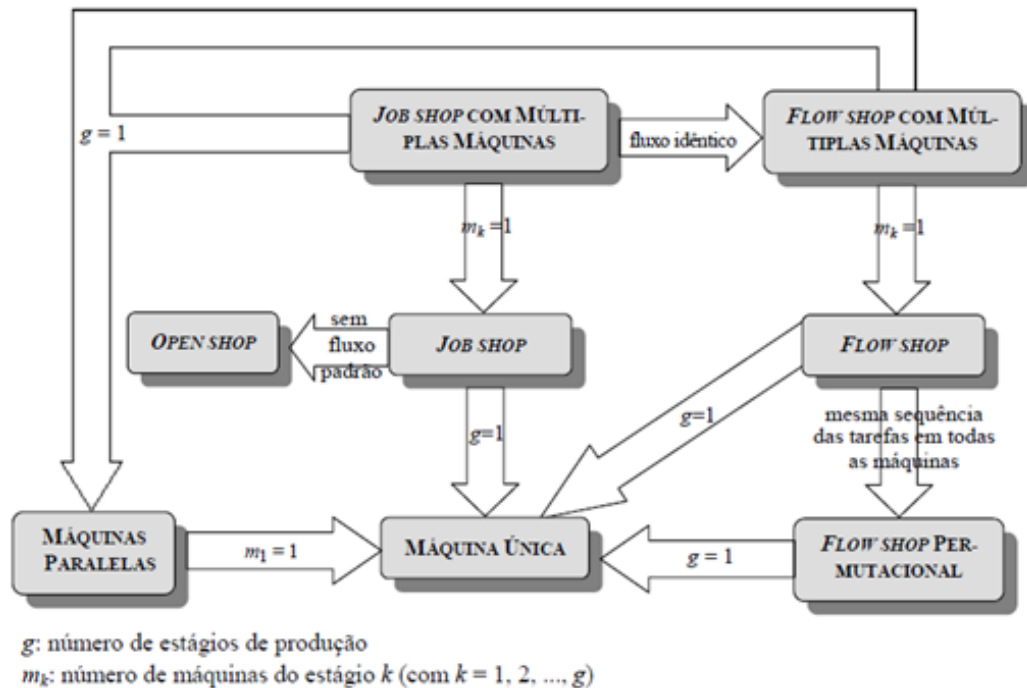 JOB SHOP COM MÚLTI-
PLAS MÁQUINAS
fluxo idêntico
FLOW SHOP COM MÚL-
TIPLAS MÁQUINAS
g = 1
mk =1
mk =1
OPEN SHOP
sem
fluxo
padrão
JOB SHOP
FLOW SHOP
g=1
g=1
mesma sequência
das tarefas em todas
as máquinas
MÁQUINAS
PARALELAS
m1 = 1
MÁQUINA ÚNICA
g = 1
FLOW SHOP PER-
MUTACIONAL
g: número de estágios de produção
mk: número de máquinas do estágio k (com k = 1, 2, ..., g)